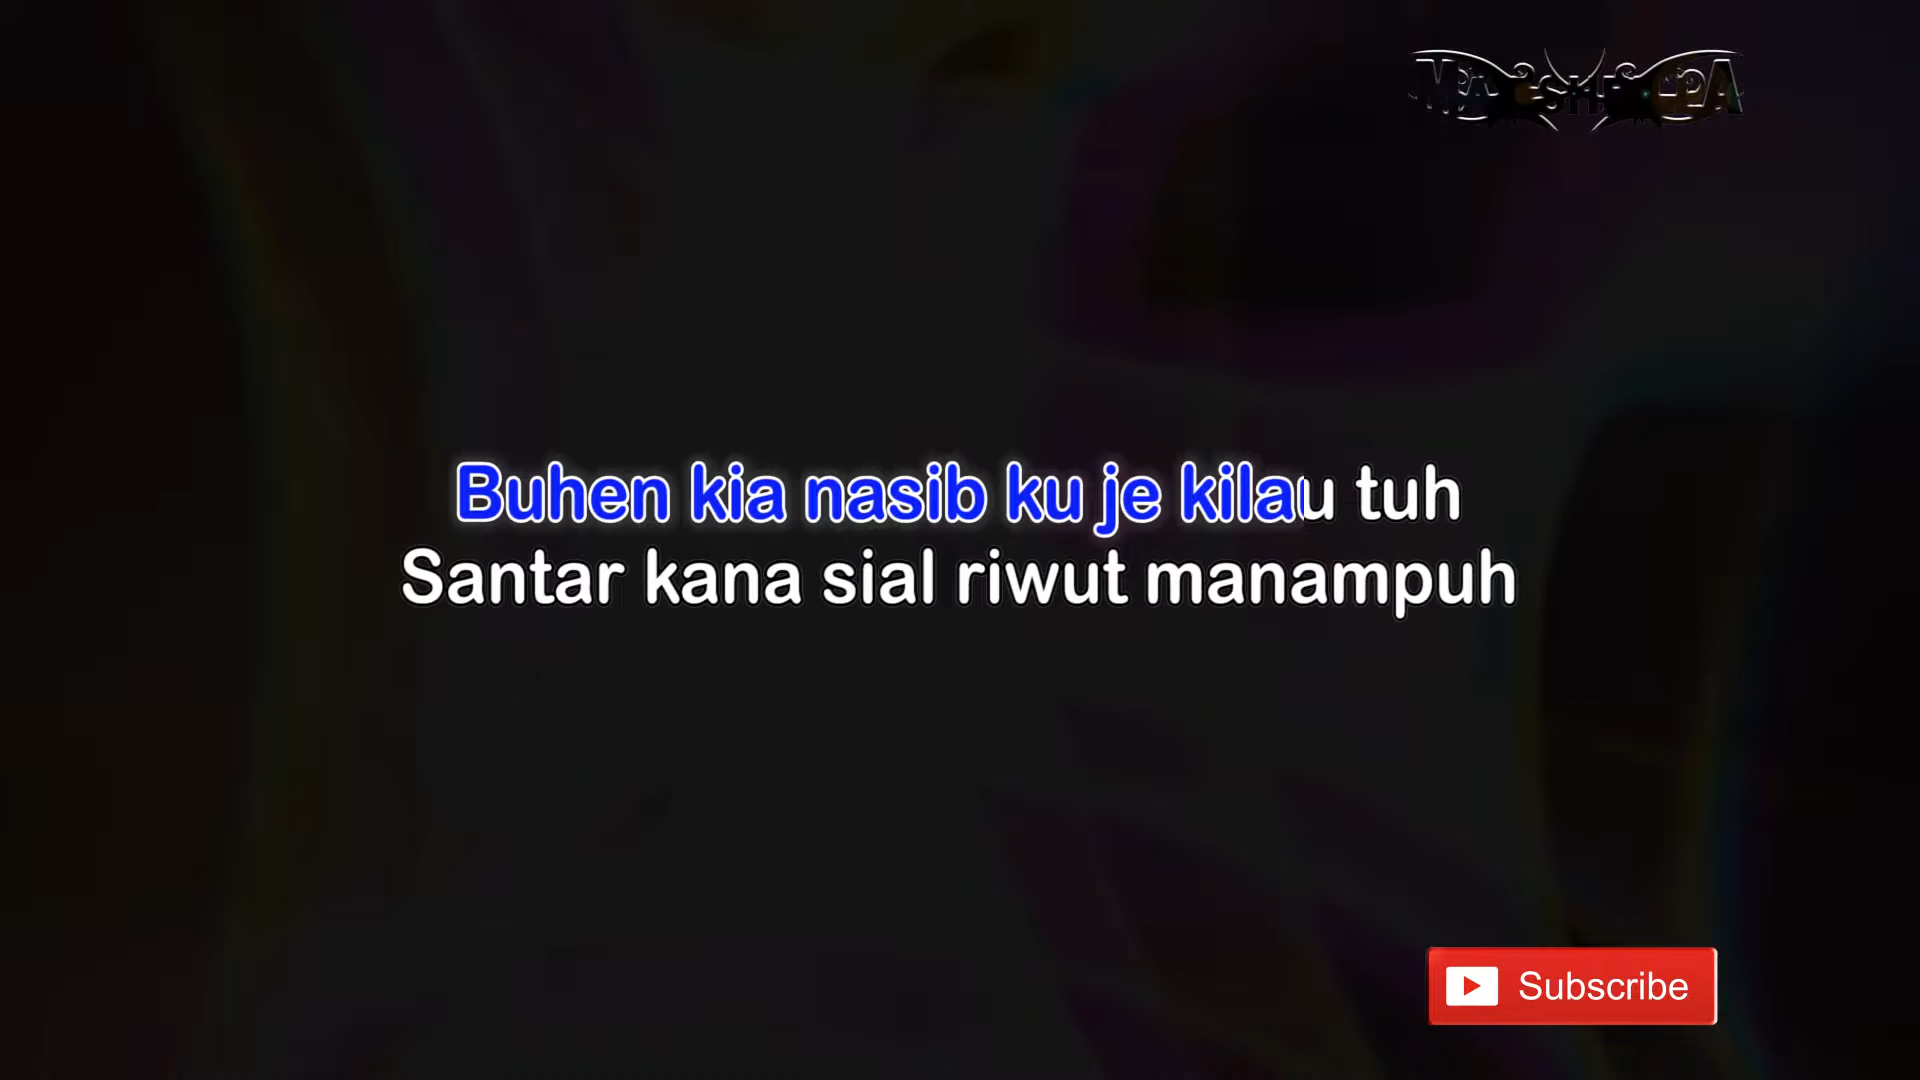 Buhen kia nasib ku je kilau tuh
Santar kana sial riwut manampuh
Subscribe